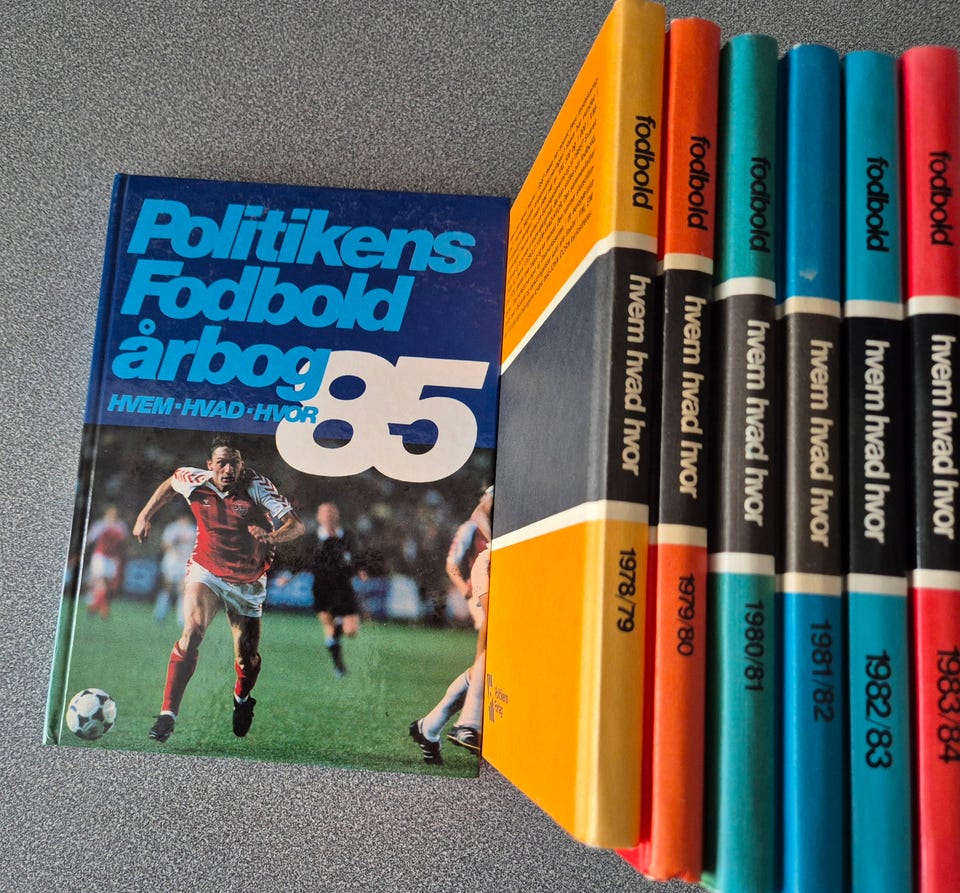 Politikens
Fodbold
årbog 85
HVEM·HVAD·HVOR
fodbold
hvem hvad hvor
1978/79
Politikens
Forlag
fodbold
hvem hvad hvor
1979/80
fodbold
hvem hvad hvor
1980/81
hvem hvad hvor
1981/82
fodbold
hvem hvad hvor
1982/83
fodbold
hvem hvad hvor
1983/84